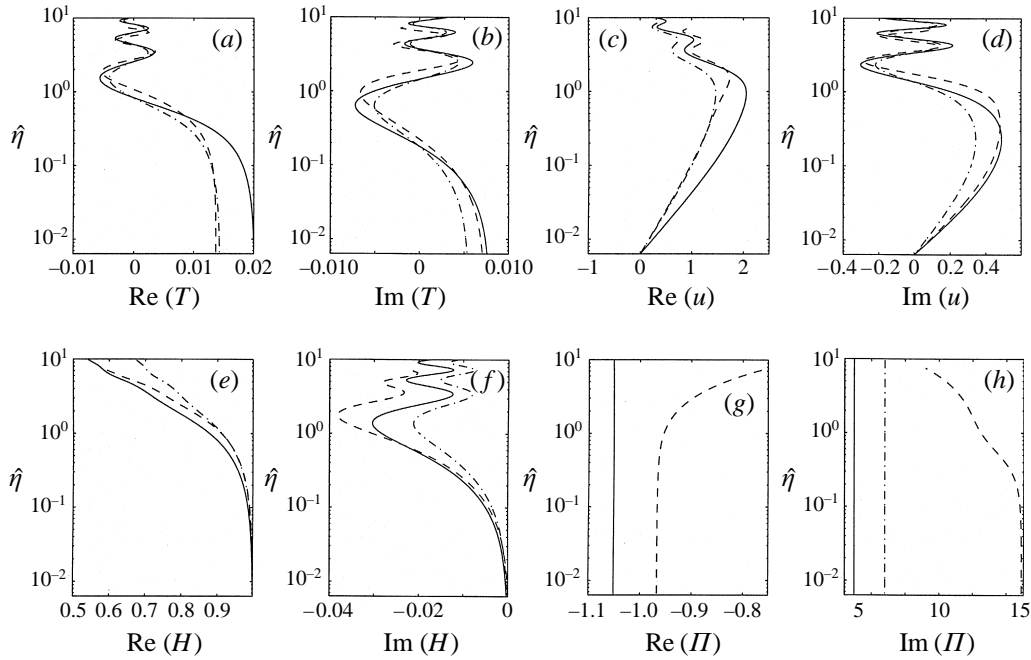 10¹
10⁰
10⁻¹
10⁻²
η̂
(a)
−0.01 0 0.01 0.02
Re (T)
10¹
10⁰
10⁻¹
10⁻²
η̂
(b)
−0.010 0 0.010
Im (T)
10¹
10⁰
10⁻¹
10⁻²
η̂
(c)
−1 0 1 2
Re (u)
10¹
10⁰
10⁻¹
10⁻²
η̂
(d)
−0.4 −0.2 0 0.2 0.4
Im (u)
10¹
10⁰
10⁻¹
10⁻²
η̂
(e)
0.5 0.6 0.7 0.8 0.9
Re (H)
10¹
10⁰
10⁻¹
10⁻²
η̂
(f)
−0.04 −0.02 0
Im (H)
10¹
10⁰
10⁻¹
10⁻²
η̂
(g)
−1.1 −1.0 −0.9 −0.8
Re (Π)
10¹
10⁰
10⁻¹
10⁻²
η̂
(h)
5 10 15
Im (Π)